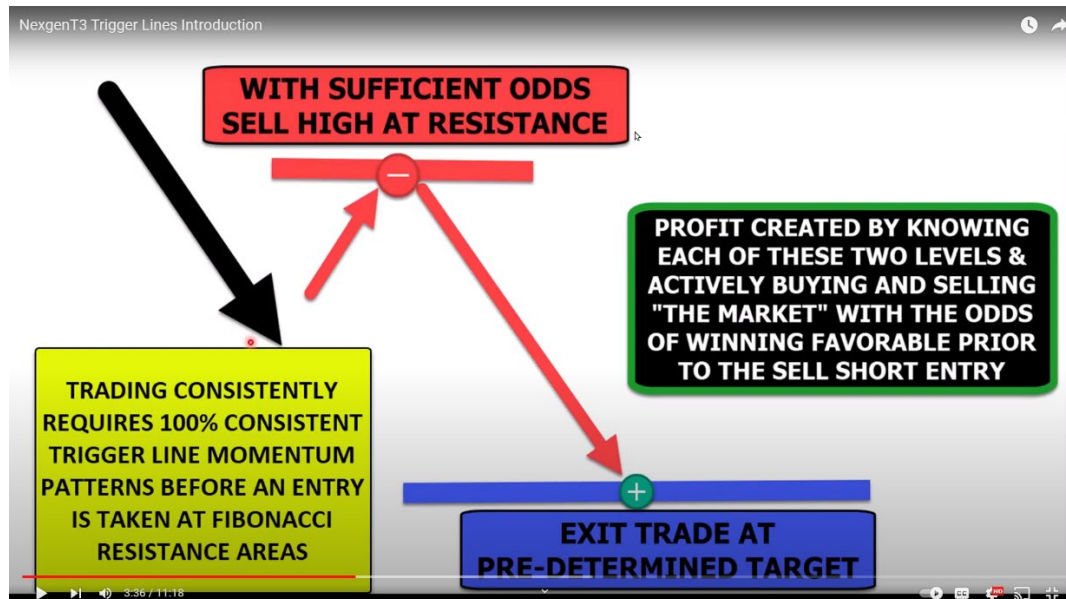 NexgenT3 Trigger Lines Introduction
WITH SUFFICIENT ODDS
SELL HIGH AT RESISTANCE
PROFIT CREATED BY KNOWING
EACH OF THESE TWO LEVELS &
ACTIVELY BUYING AND SELLING
"THE MARKET" WITH THE ODDS
OF WINNING FAVORABLE PRIOR
TO THE SELL SHORT ENTRY
TRADING CONSISTENTLY
REQUIRES 100% CONSISTENT
TRIGGER LINE MOMENTUM
PATTERNS BEFORE AN ENTRY
IS TAKEN AT FIBONACCI
RESISTANCE AREAS
EXIT TRADE AT
PRE-DETERMINED TARGET
3:36 / 11:18
CC
HD